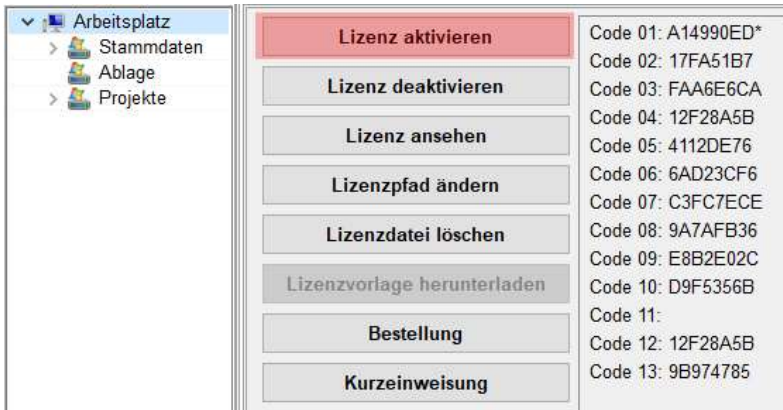 Arbeitsplatz
Stammdaten
Ablage
Projekte
Lizenz aktivieren
Lizenz deaktivieren
Lizenz ansehen
Lizenzpfad ändern
Lizenzdatei löschen
Lizenzvorlage herunterladen
Bestellung
Kurzeinweisung
Code 01: A14990ED*
Code 02: 17FA51B7
Code 03: FAA6E6CA
Code 04: 12F28A5B
Code 05: 4112DE76
Code 06: 6AD23CF6
Code 07: C3FC7ECE
Code 08: 9A7AFB36
Code 09: E8B2E02C
Code 10: D9F5356B
Code 11:
Code 12: 12F28A5B
Code 13: 9B974785